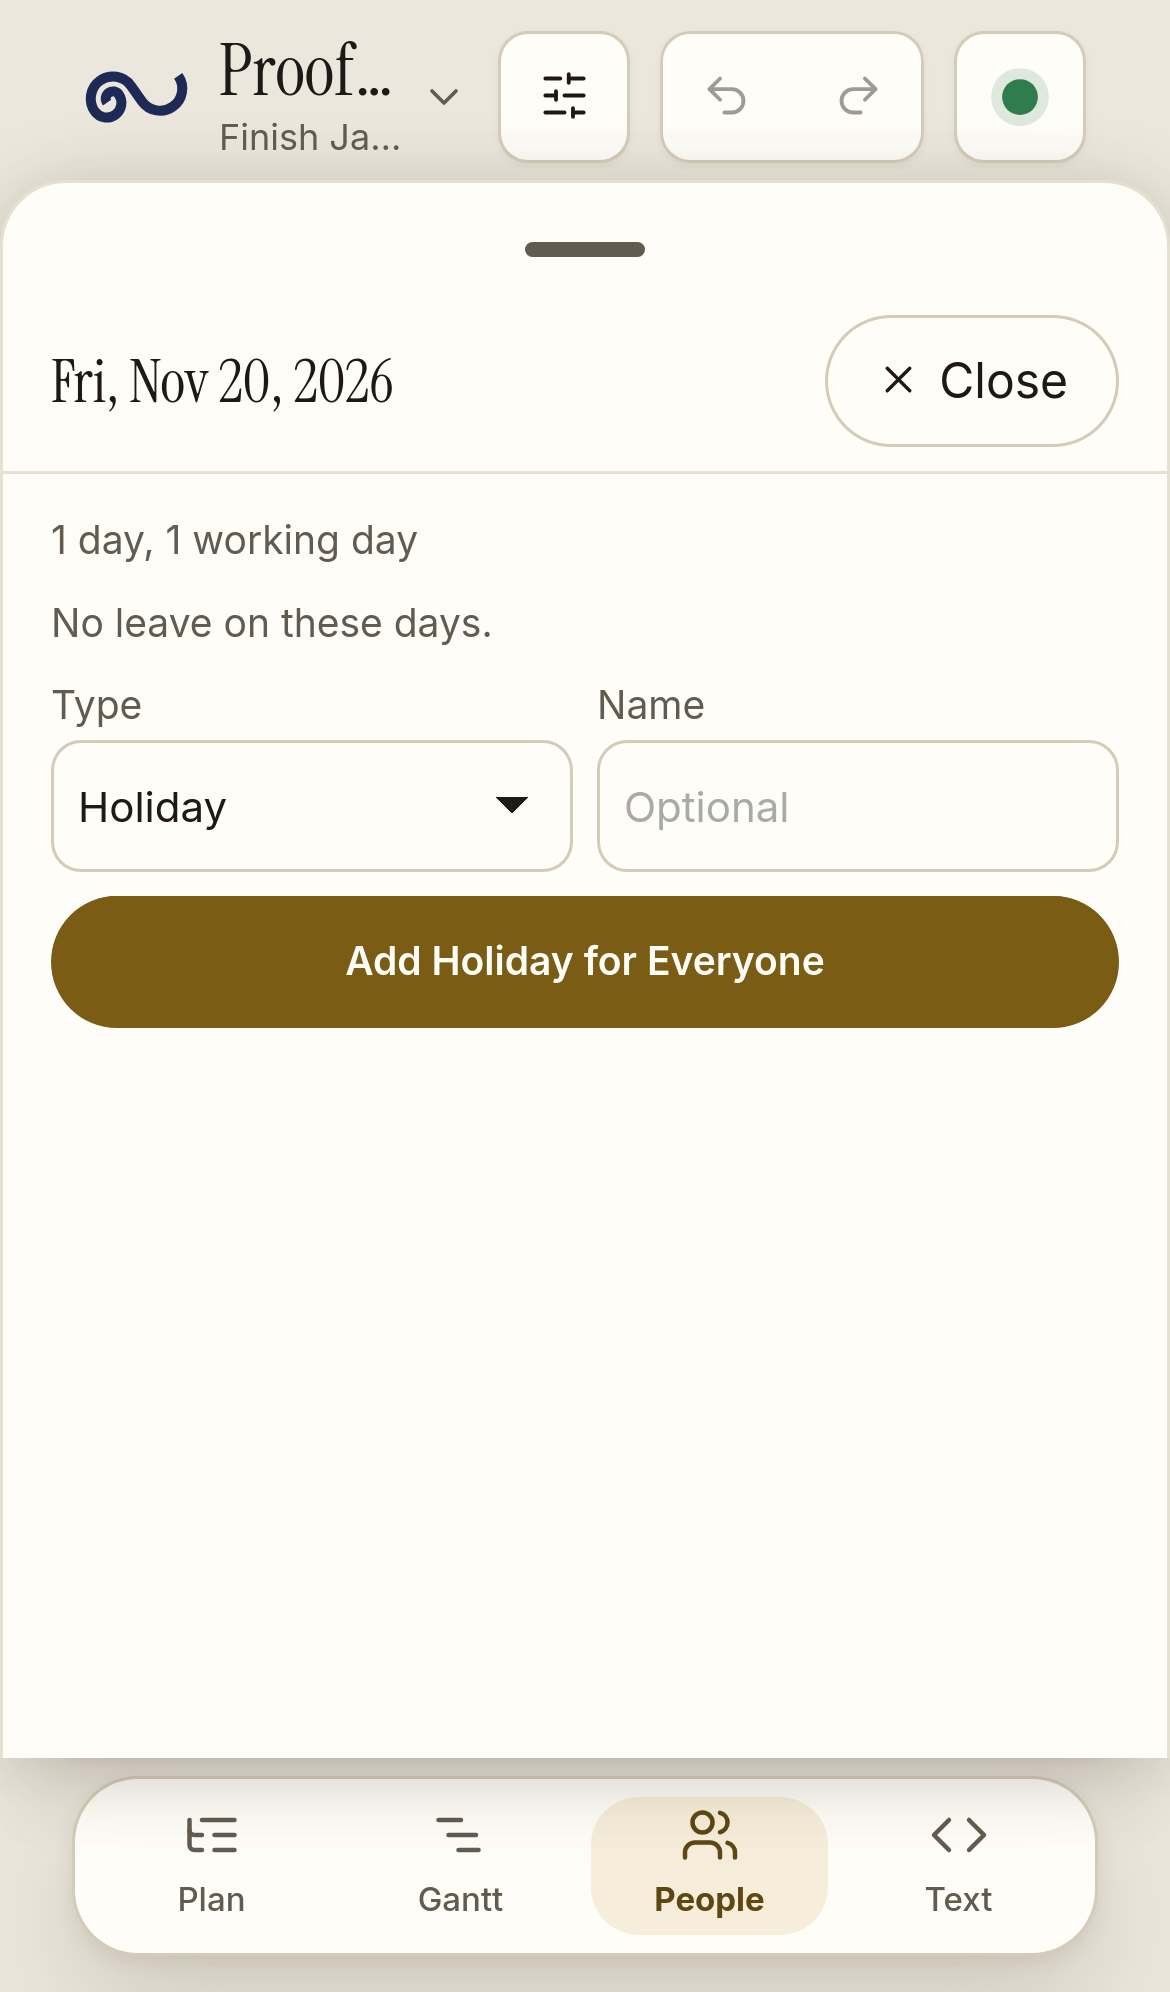 Proof...
Finish Ja...
Fri, Nov 20, 2026
Close
1 day, 1 working day
No leave on these days.
Type
Name
Holiday
Optional
Add Holiday for Everyone
Plan
Gantt
People
Text